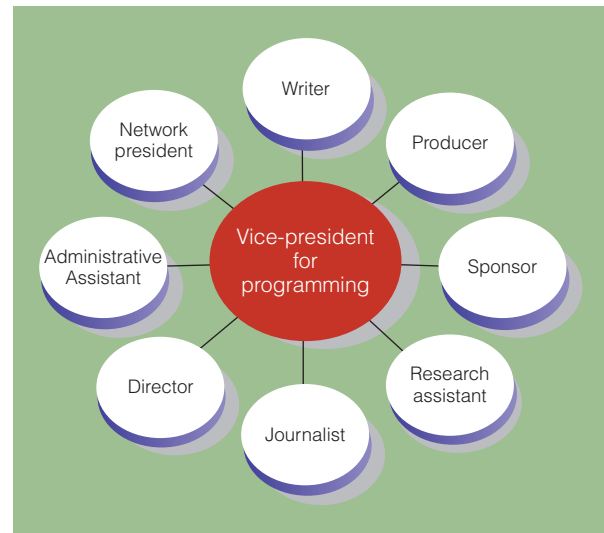 Writer
Network
president
Producer
Vice-president
for
programming
Administrative
Assistant
Sponsor
Director
Research
assistant
Journalist